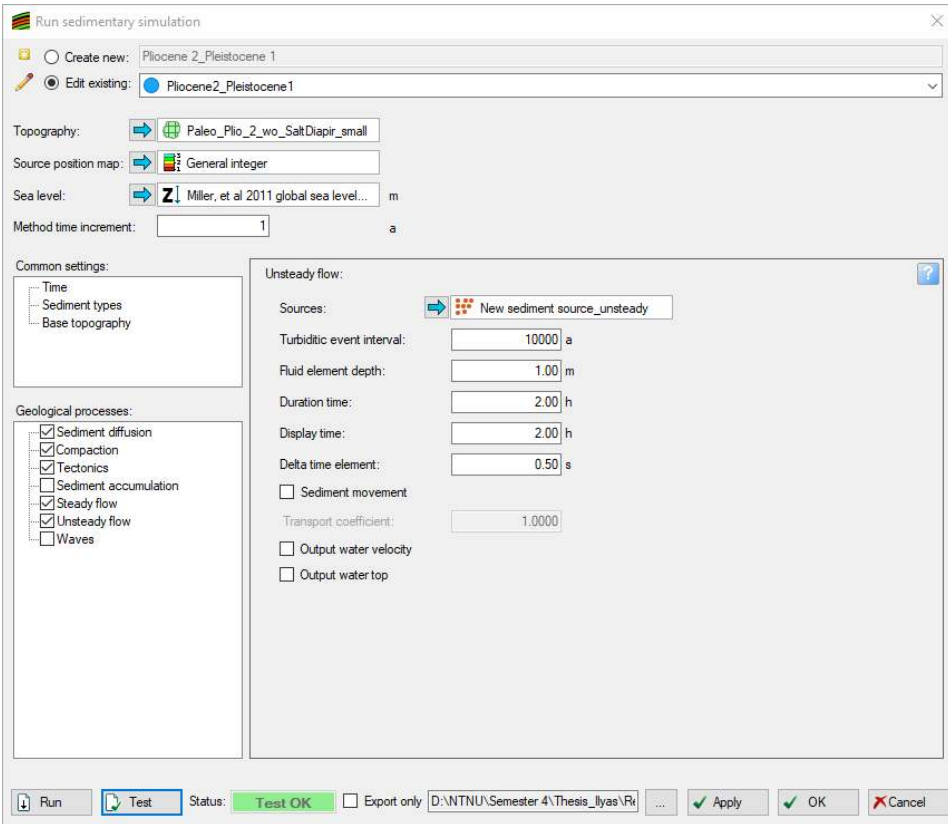 Run sedimentary simulation
Create new: Pliocene 2_Pleistocene 1
Edit existing: Pliocene2_Pleistocene1
Topography: Paleo_Plio_2_wo_SaltDiapir_small
Source position map: General integer
Sea level: Z Miller, et al 2011 global sea level... m
Method time increment: 1 a
Common settings:
Time
Sediment types
Base topography
Geological processes:
Sediment diffusion
Compaction
Tectonics
Sediment accumulation
Steady flow
Unsteady flow
Waves
Unsteady flow: ?
Sources: New sediment source_unsteady
Turbiditic event interval: 10000 a
Fluid element depth: 1.00 m
Duration time: 2.00 h
Display time: 2.00 h
Delta time element: 0.50 s
Sediment movement
Transport coefficient: 1.0000
Output water velocity
Output water top
Run Test Status: Test OK Export only D:\NTNU\Semester 4\Thesis_Ilyas\Re ... Apply OK Cancel